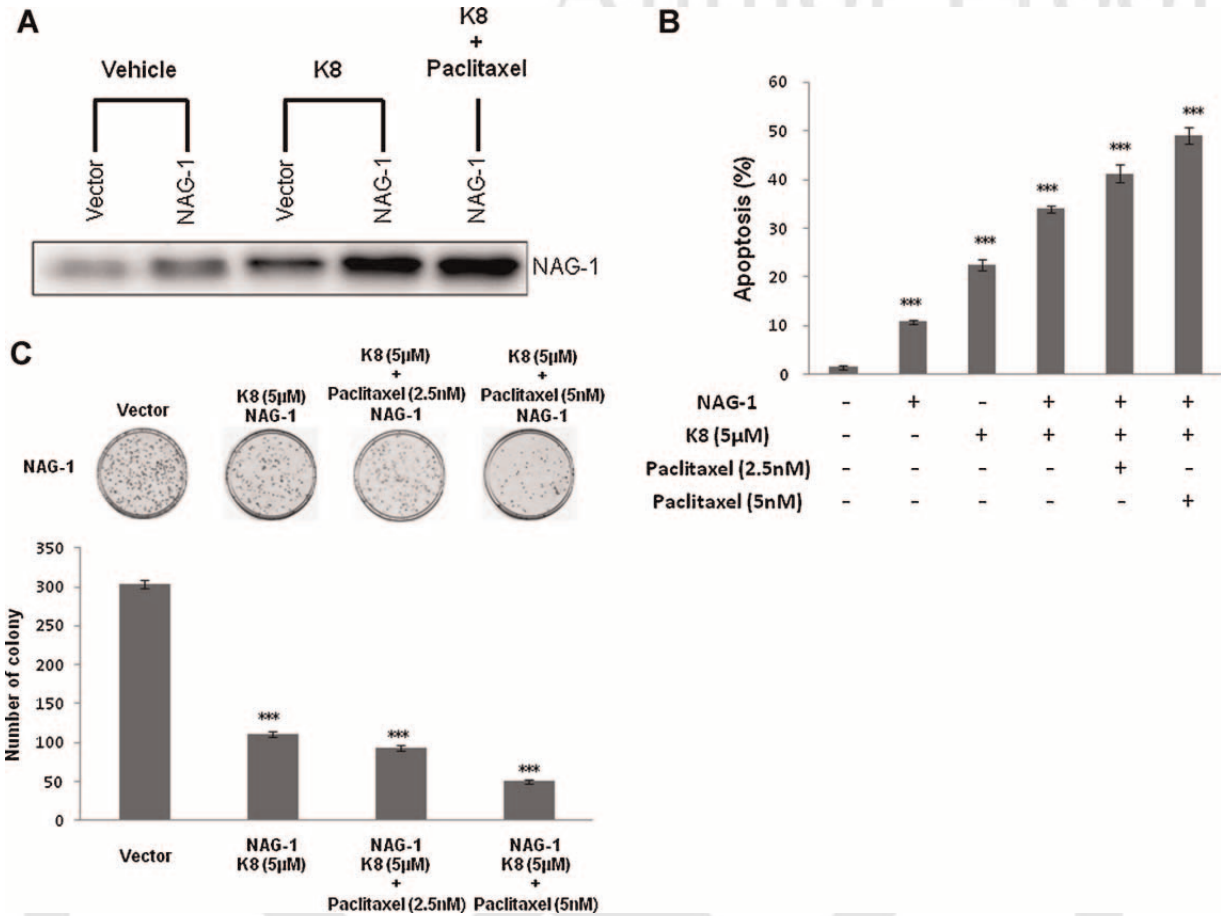 A
Vehicle
K8
K8
+
Paclitaxel
Vector
NAG-1
Vector
NAG-1
NAG-1
NAG-1
B
Apoptosis (%)
60
50
40
30
20
10
0
***
***
***
***
***
NAG-1 - + - + + +
K8 (5µM) - - + + + +
Paclitaxel (2.5nM) - - - - + -
Paclitaxel (5nM) - - - - - +
C
Vector
K8 (5µM)
NAG-1
K8 (5µM)
+
Paclitaxel (2.5nM)
NAG-1
K8 (5µM)
+
Paclitaxel (5nM)
NAG-1
NAG-1
Number of colony
350
300
250
200
150
100
50
0
***
***
***
Vector
NAG-1
K8 (5µM)
NAG-1
K8 (5µM)
+
Paclitaxel (2.5nM)
NAG-1
K8 (5µM)
+
Paclitaxel (5nM)